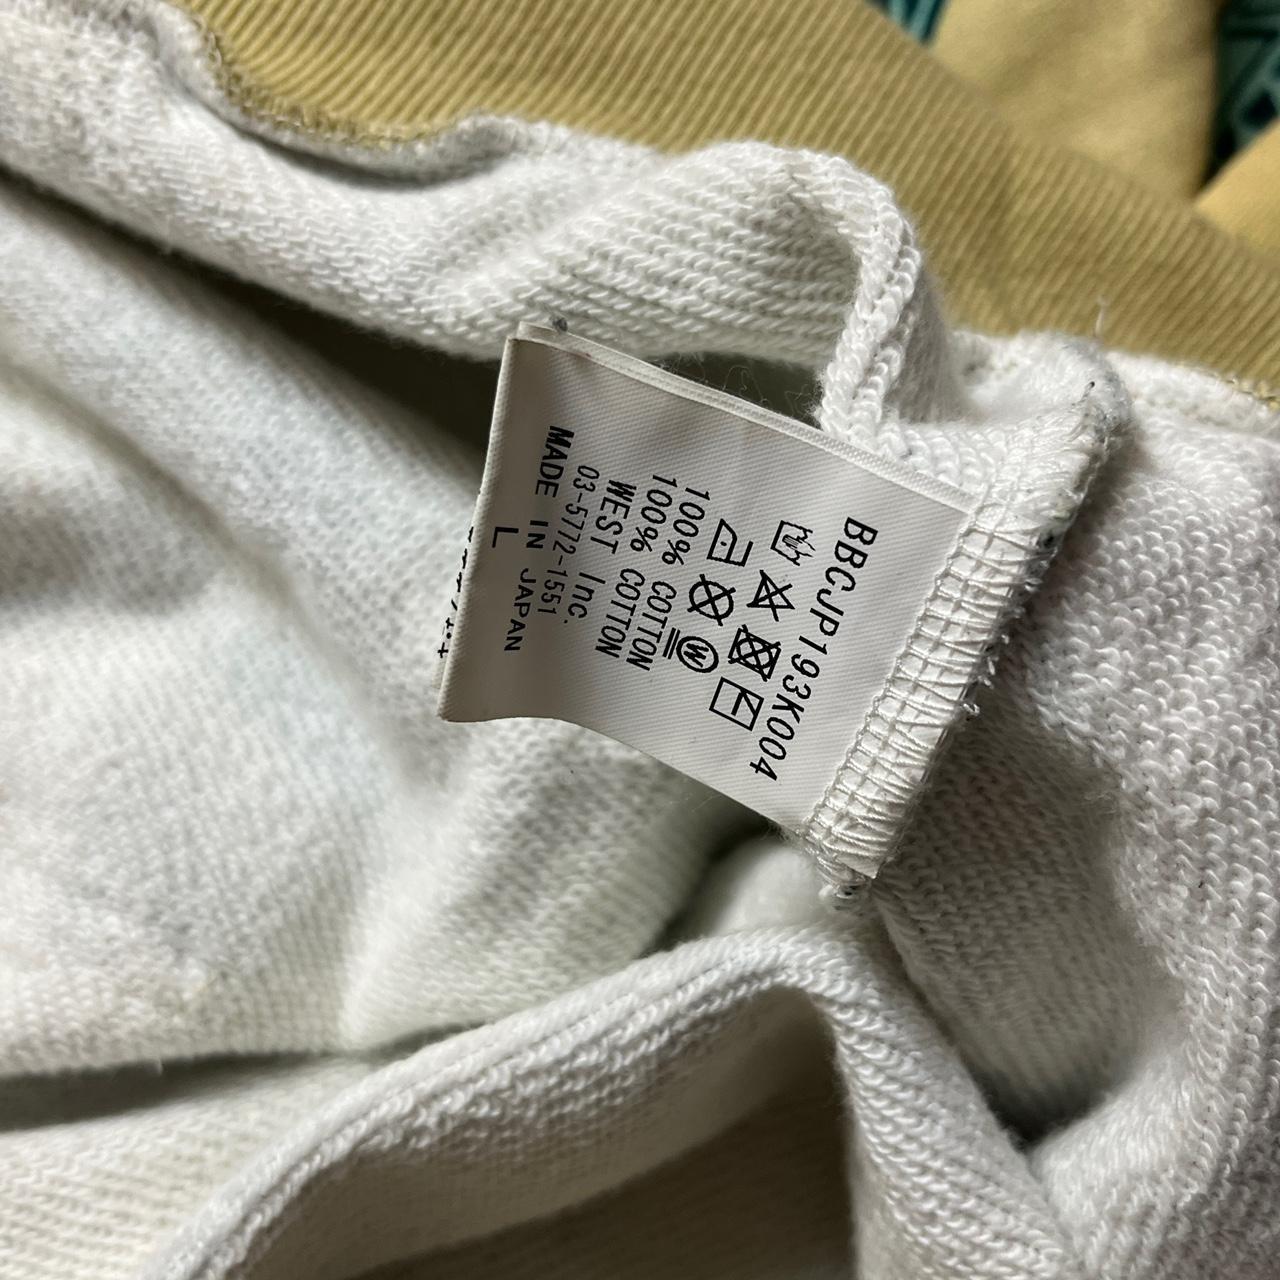 BBCJP193K004
100% COTTON
100% COTTON
WEST Inc.
03-5772-1551
MADE IN JAPAN
L